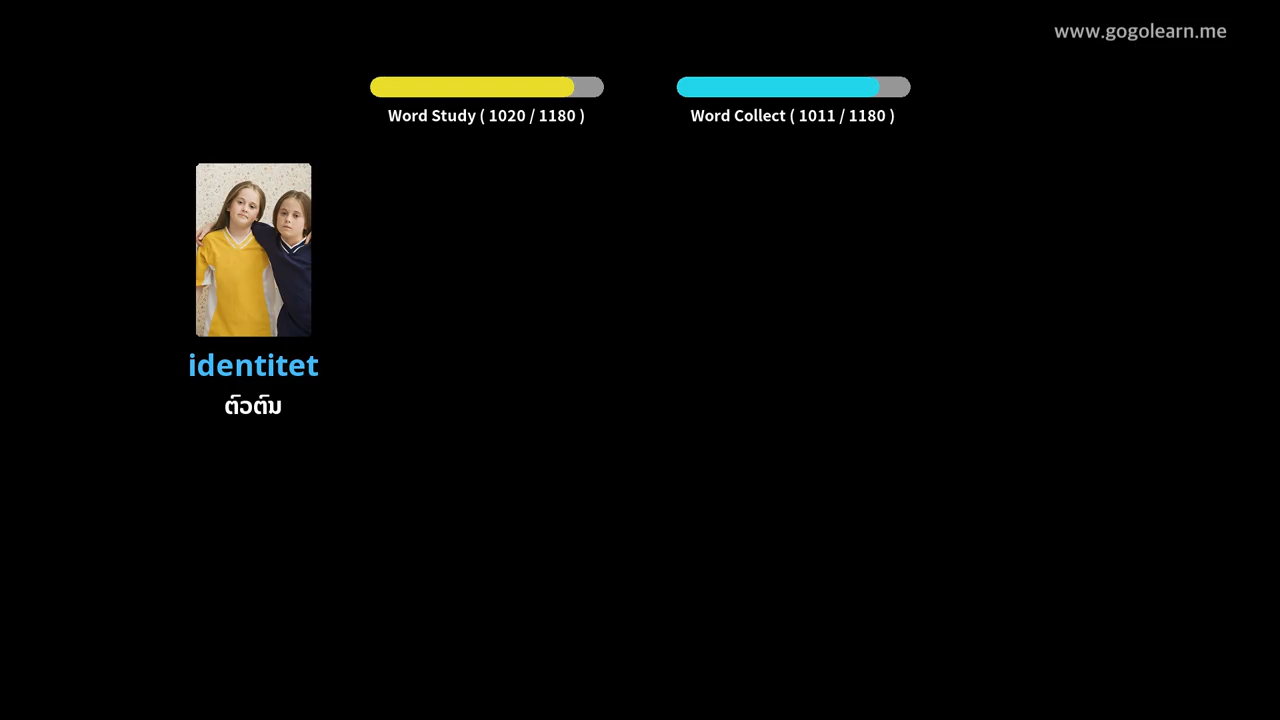 www.gogolearn.me
Word Study ( 1020 / 1180 )
Word Collect ( 1011 / 1180 )
identitet
ຕົວຕົນ